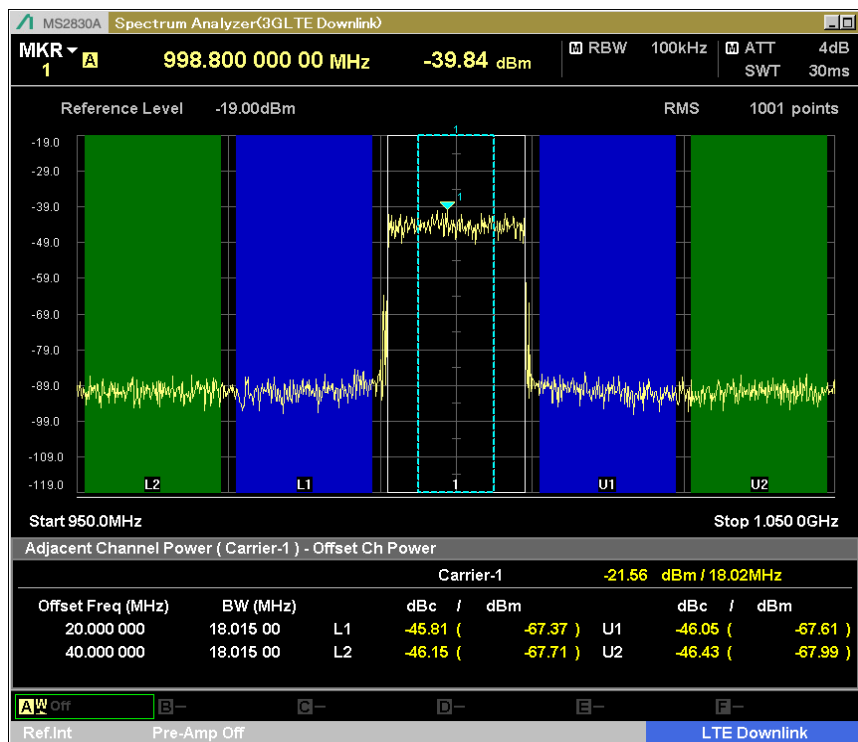 MS2830A Spectrum Analyzer(3GLTE Downlink)
MKR 1 A 998.800 000 00 MHz -39.84 dBm M RBW 100kHz M ATT 4dB
SWT 30ms
Reference Level -19.00dBm RMS 1001 points
1
-19.0
-29.0
-39.0
1
-49.0
-59.0
-69.0
-79.0
-89.0
-99.0
-109.0
-119.0
L2 L1 1 U1 U2
Start 950.0MHz Stop 1.050 0GHz
Adjacent Channel Power ( Carrier-1 ) - Offset Ch Power
Carrier-1 -21.56 dBm / 18.02MHz
Offset Freq (MHz) BW (MHz) dBc / dBm dBc / dBm
20.000 000 18.015 00 L1 -45.81 ( -67.37 ) U1 -46.05 ( -67.61 )
40.000 000 18.015 00 L2 -46.15 ( -67.71 ) U2 -46.43 ( -67.99 )
A W Off B- C- D- E- F-
Ref.Int Pre-Amp Off LTE Downlink